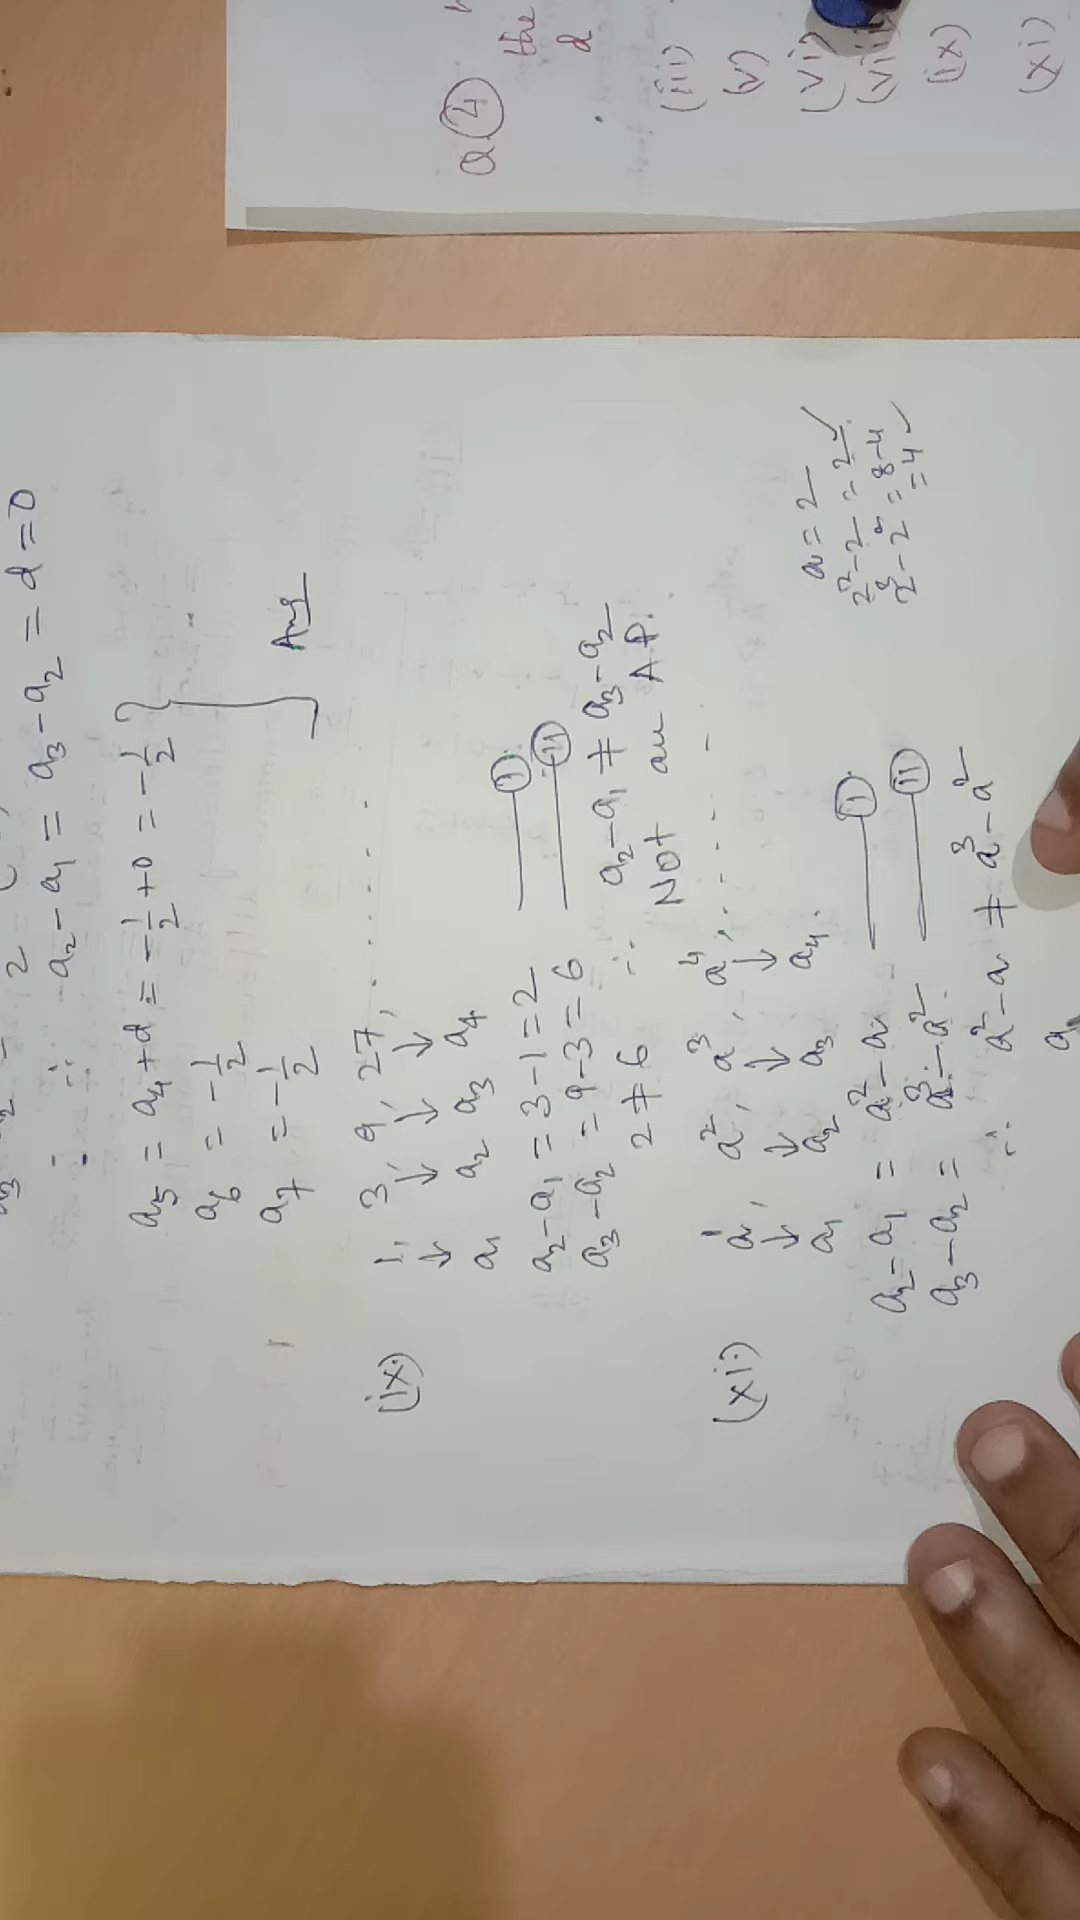 Q. 4 the
d
(iii)
(v)
(vi)
(ix)
(xi)
∴ a₂-a₁ = a₃-a₂ = d = 0
a₅ = a₄+d = -1/2+0 = -1/2
a₆ = -1/2
a₇ = -1/2
Ans
(ix) 1, 3, 9, 27, ......
↓ ↓ ↓ ↓
a₁ a₂ a₃ a₄
a₂-a₁ = 3-1 = 2 —— (i)
a₃-a₂ = 9-3 = 6 —— (ii)
2 ≠ 6 ∴ a₂-a₁ ≠ a₃-a₂
Not an A.P.
(xi) a¹, a², a³, a⁴, .....
↓ ↓ ↓ ↓
a₁ a₂ a₃ a₄
a₂-a₁ = a²-a —— (i)
a₃-a₂ = a³-a² —— (ii)
∴ a²-a ≠ a³-a²
a = 2
2²-2 = 2 ✓
2³-2² = 8-4
= 4 ✓